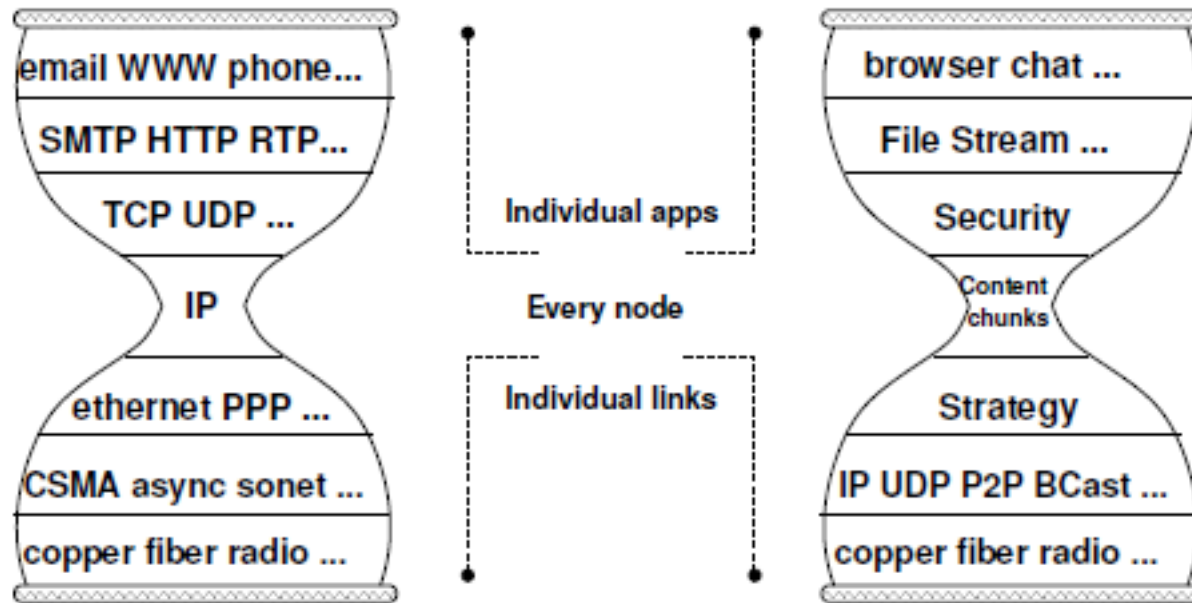 email WWW phone...
SMTP HTTP RTP...
TCP UDP ...
IP
ethernet PPP ...
CSMA async sonet ...
copper fiber radio ...
Individual apps
Every node
Individual links
browser chat ...
File Stream ...
Security
Content
chunks
Strategy
IP UDP P2P BCast ...
copper fiber radio ...